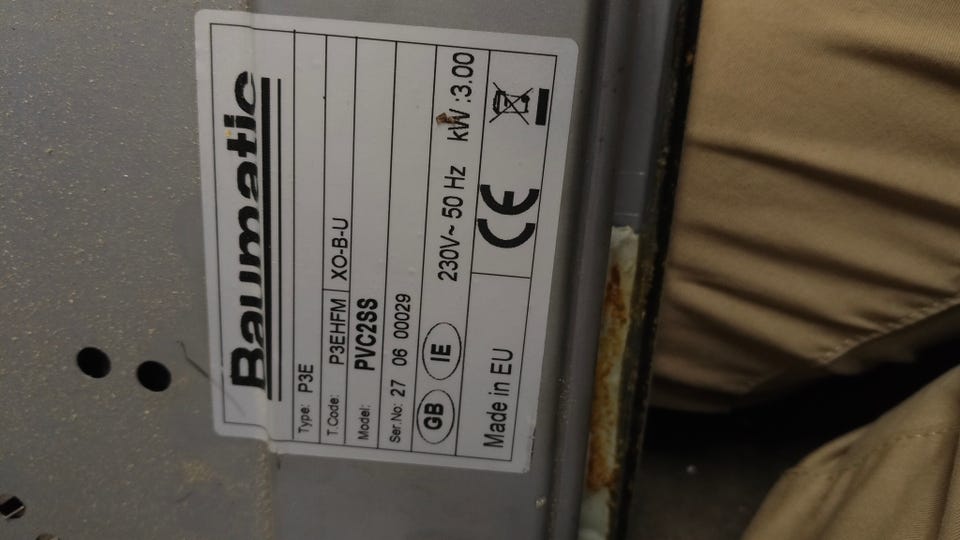 Baumatic
Type: P3E
T.Code: P3EHFM XO-B-U
Model: PVC2SS
Ser.No: 27 06 00029
GB IE 230V~ 50 Hz kW :3.00
Made in EU CE